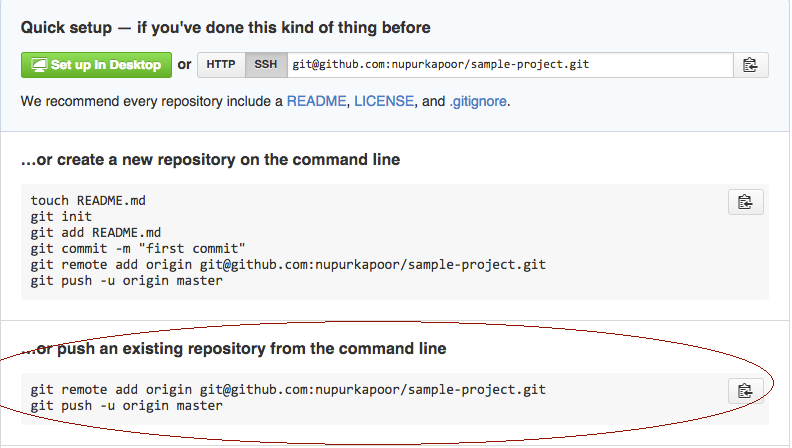 Quick setup — if you've done this kind of thing before
Set up in Desktop or HTTP SSH git@github.com:nupurkapoor/sample-project.git
We recommend every repository include a README, LICENSE, and .gitignore.
…or create a new repository on the command line
touch README.md
git init
git add README.md
git commit -m "first commit"
git remote add origin git@github.com:nupurkapoor/sample-project.git
git push -u origin master
…or push an existing repository from the command line
git remote add origin git@github.com:nupurkapoor/sample-project.git
git push -u origin master